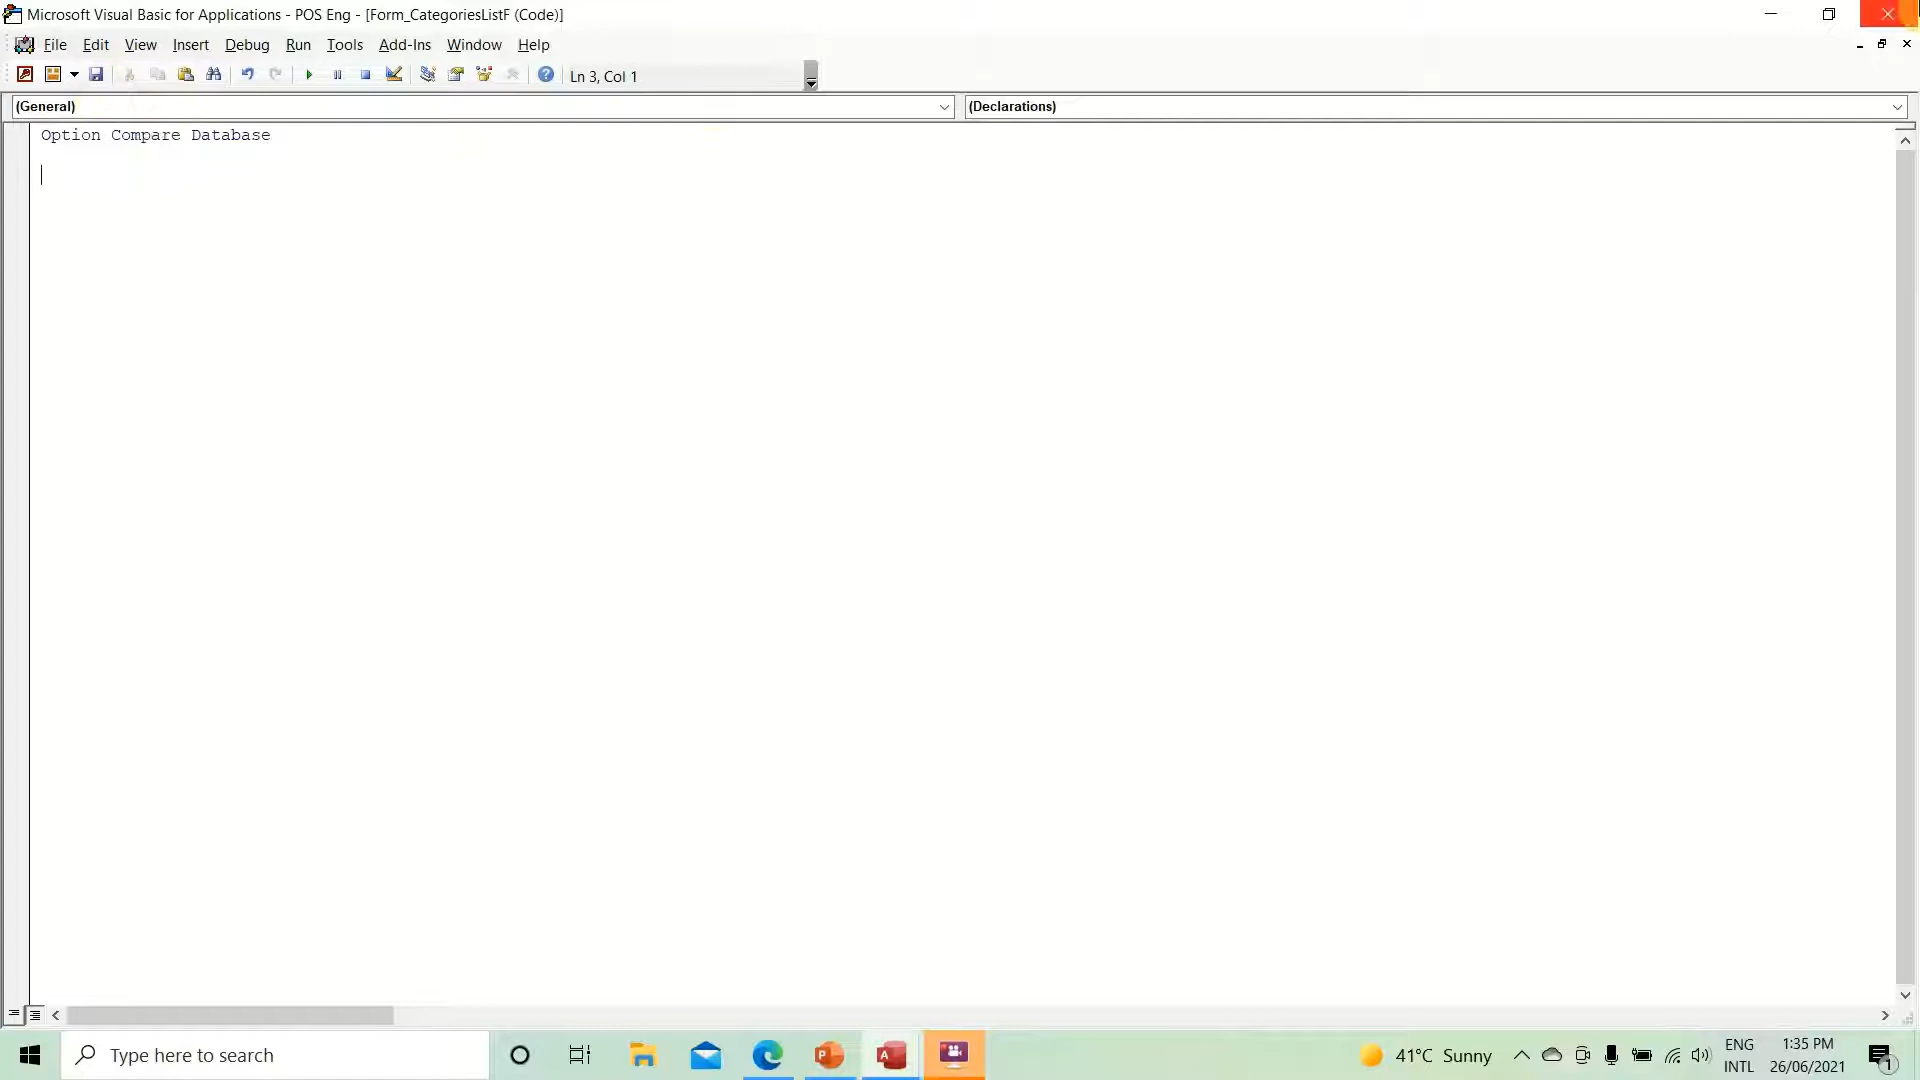 Microsoft Visual Basic for Applications - POS Eng - [Form_CategoriesListF (Code)]
File Edit View Insert Debug Run Tools Add-Ins Window Help
Ln 3, Col 1
(General) (Declarations)
Option Compare Database
Type here to search
41°C Sunny
ENG
INTL
1:35 PM
26/06/2021
1